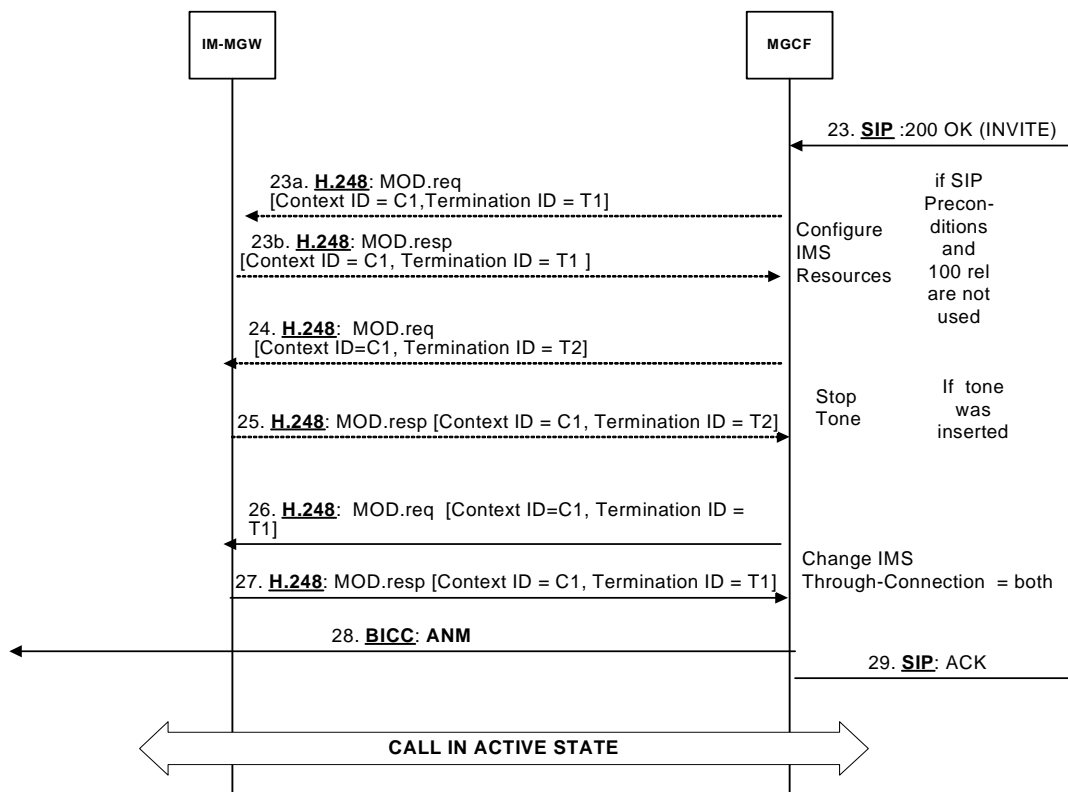 IM-MGW
MGCF
23. SIP :200 OK (INVITE)
23a. H.248: MOD.req
[Context ID = C1,Termination ID = T1]
23b. H.248: MOD.resp
[Context ID = C1, Termination ID = T1 ]
Configure
IMS
Resources
if SIP
Precon-
ditions
and
100 rel
are not
used
24. H.248:  MOD.req
[Context ID=C1, Termination ID = T2]
25. H.248: MOD.resp [Context ID = C1, Termination ID = T2]
Stop
Tone
If  tone
was
inserted
26. H.248:  MOD.req  [Context ID=C1, Termination ID =
T1]
27. H.248: MOD.resp [Context ID = C1, Termination ID = T1]
Change IMS
Through-Connection  = both
28. BICC: ANM
29. SIP: ACK
CALL IN ACTIVE STATE